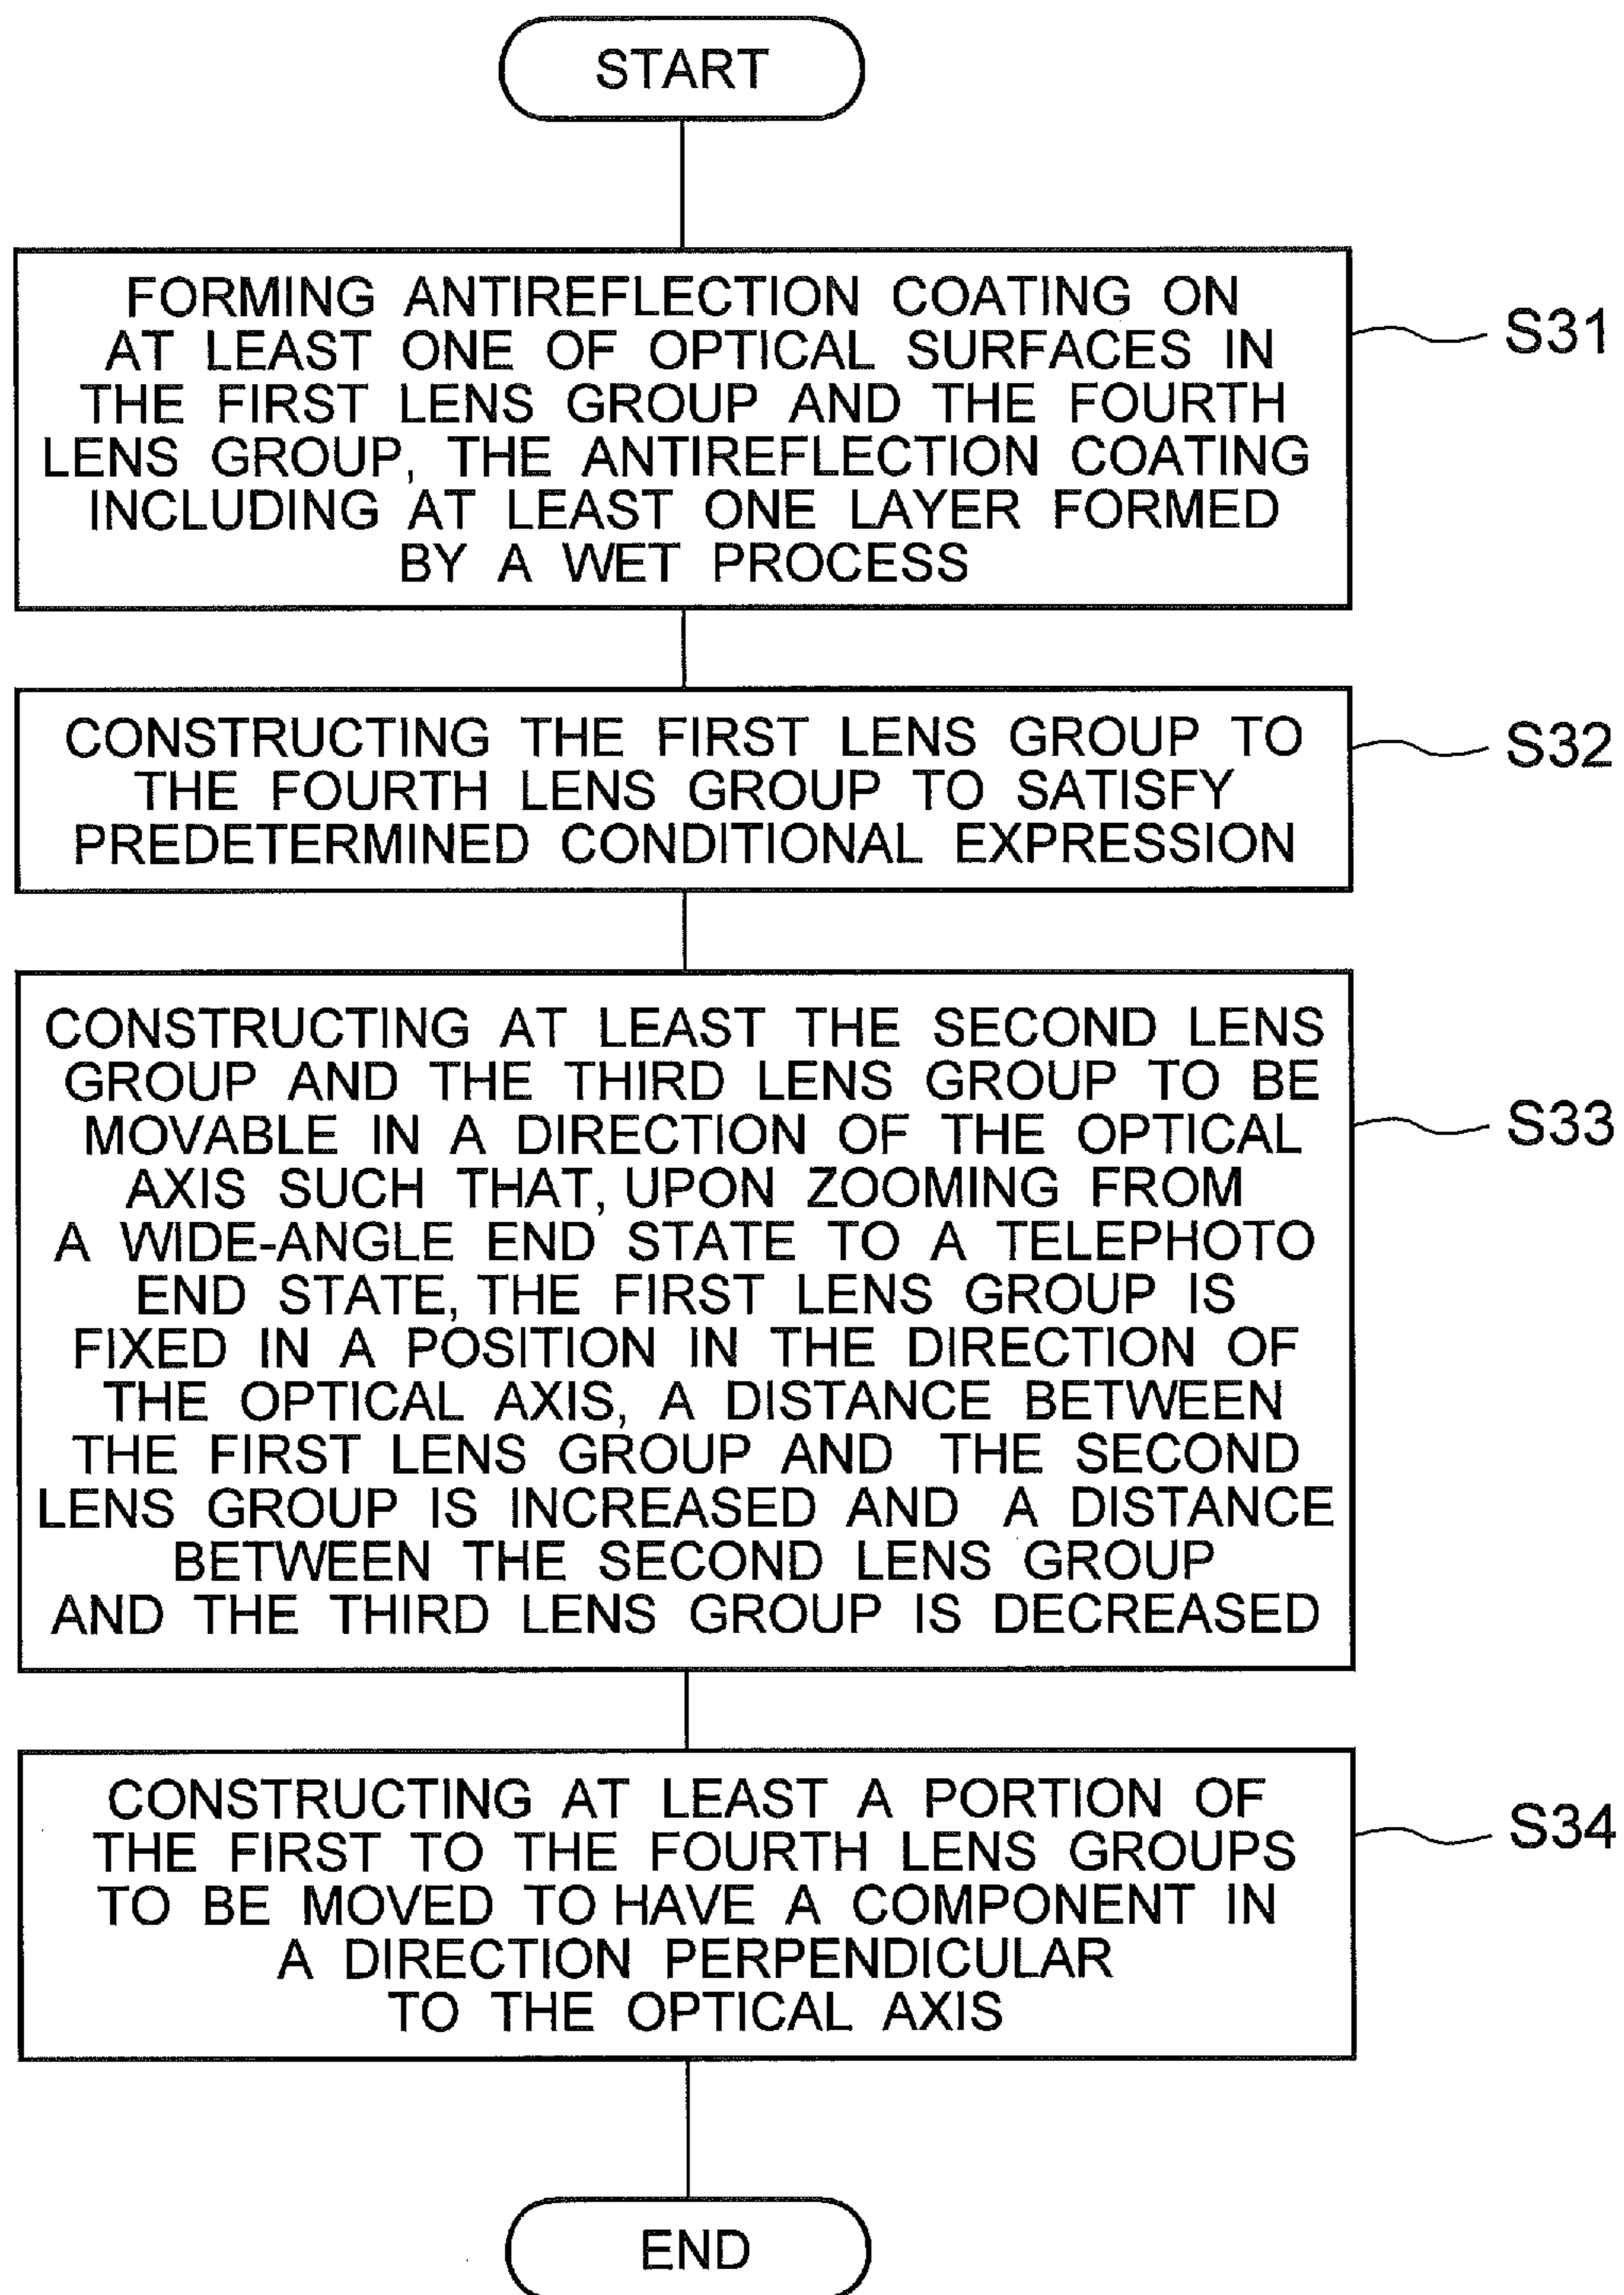 START
FORMING ANTIREFLECTION COATING ON
AT LEAST ONE OF OPTICAL SURFACES IN
THE FIRST LENS GROUP AND THE FOURTH
LENS GROUP, THE ANTIREFLECTION COATING
INCLUDING AT LEAST ONE LAYER FORMED
BY A WET PROCESS
S31
CONSTRUCTING THE FIRST LENS GROUP TO
THE FOURTH LENS GROUP TO SATISFY
PREDETERMINED CONDITIONAL EXPRESSION
S32
CONSTRUCTING AT LEAST THE SECOND LENS
GROUP AND THE THIRD LENS GROUP TO BE
MOVABLE IN A DIRECTION OF THE OPTICAL
AXIS SUCH THAT, UPON ZOOMING FROM
A WIDE-ANGLE END STATE TO A TELEPHOTO
END STATE, THE FIRST LENS GROUP IS
FIXED IN A POSITION IN THE DIRECTION OF
THE OPTICAL AXIS, A DISTANCE BETWEEN
THE FIRST LENS GROUP AND THE SECOND
LENS GROUP IS INCREASED AND A DISTANCE
BETWEEN THE SECOND LENS GROUP
AND THE THIRD LENS GROUP IS DECREASED
S33
CONSTRUCTING AT LEAST A PORTION OF
THE FIRST TO THE FOURTH LENS GROUPS
TO BE MOVED TO HAVE A COMPONENT IN
A DIRECTION PERPENDICULAR
TO THE OPTICAL AXIS
S34
END